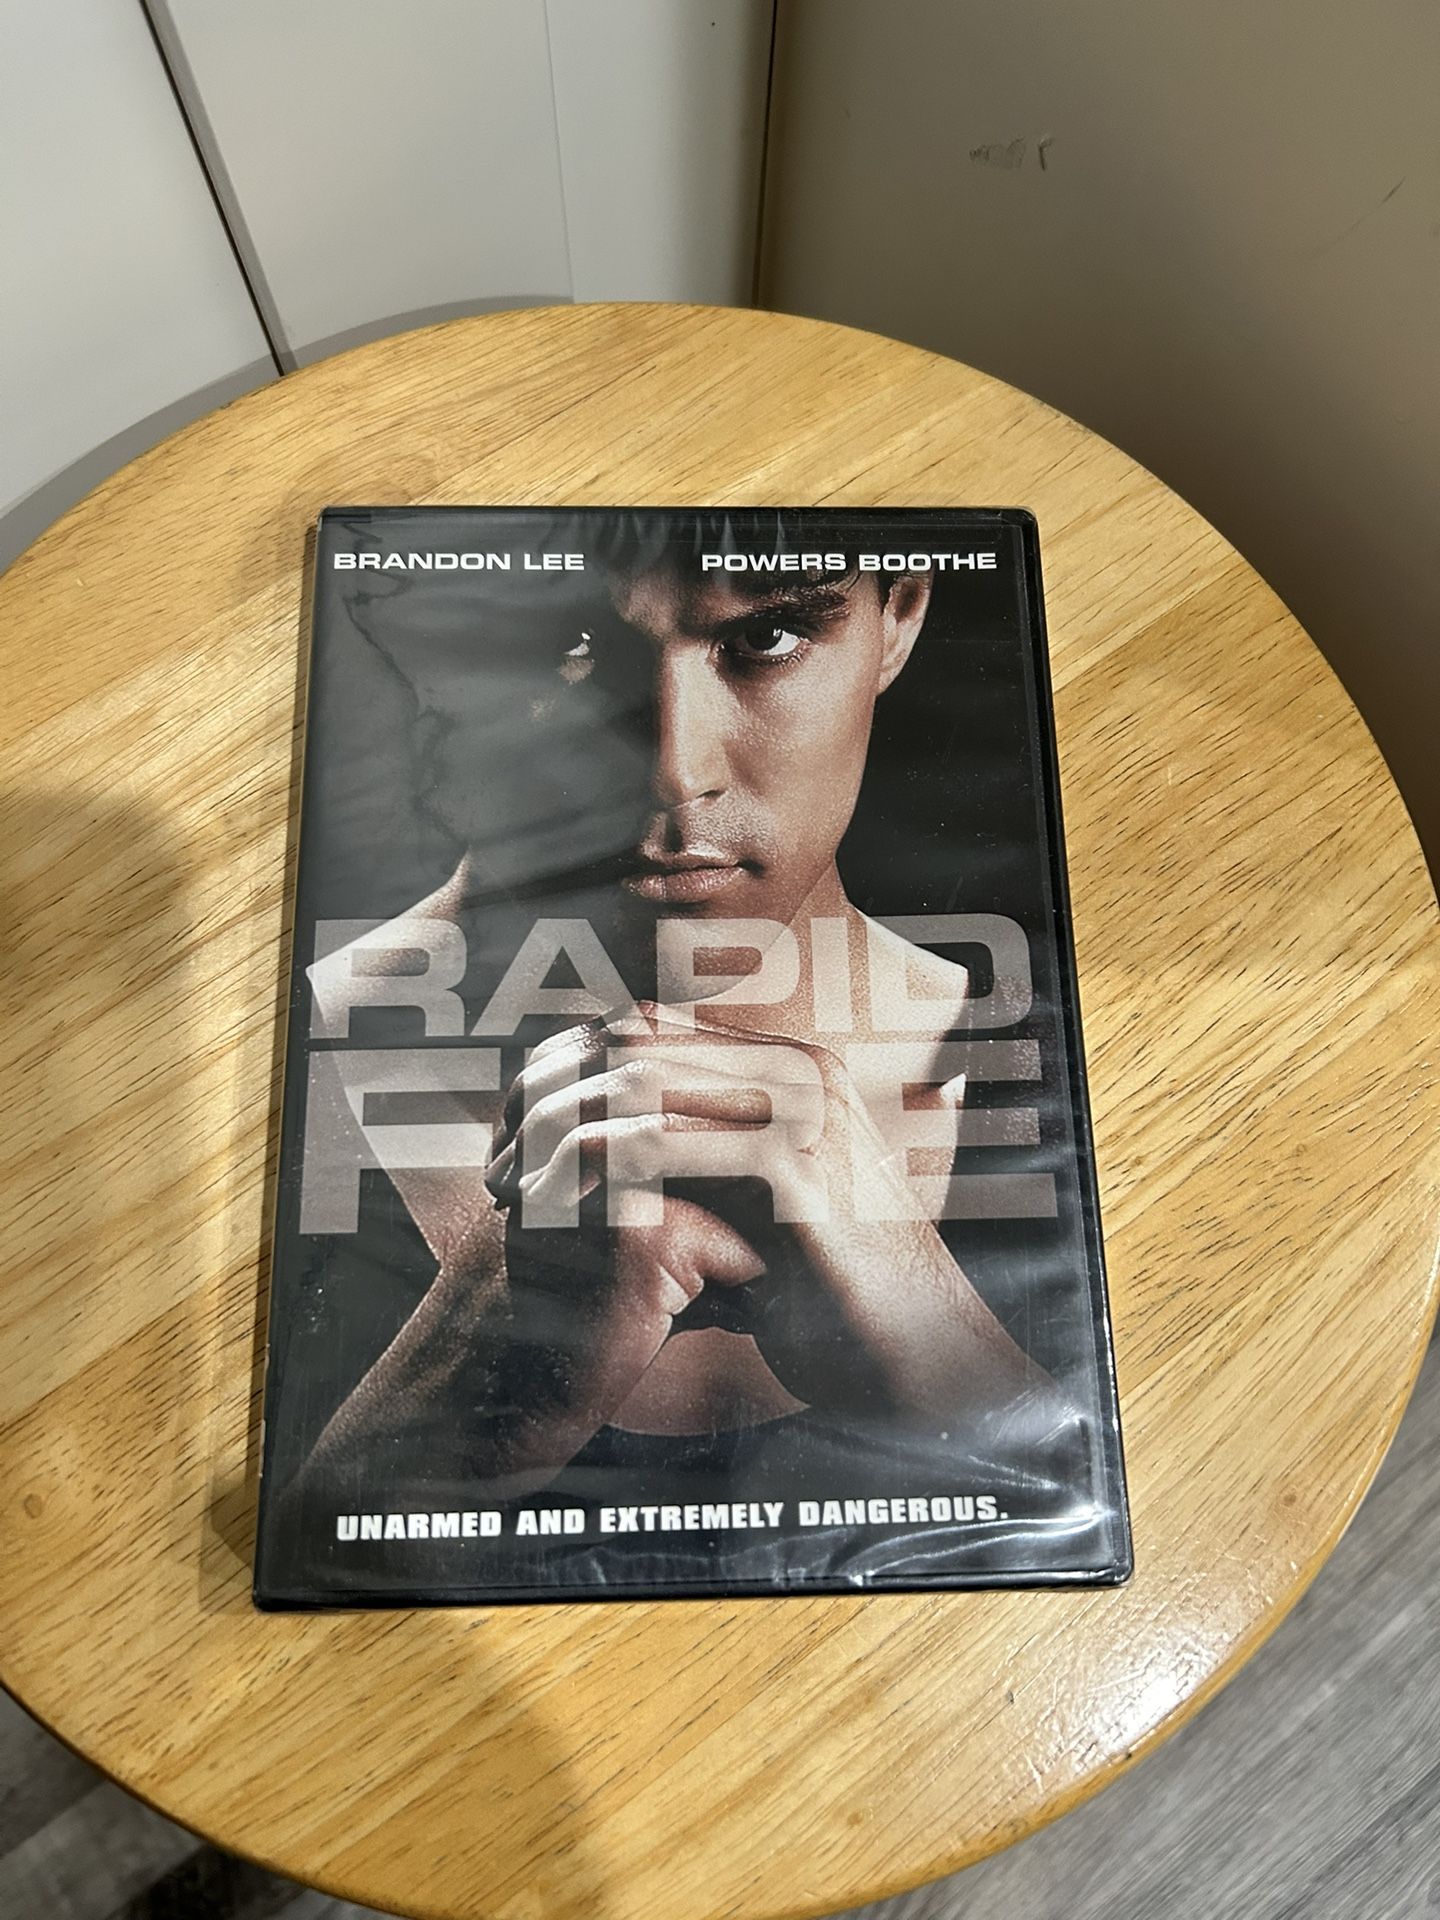 BRANDON LEE POWERS BOOTHE
RAPID
FIRE
UNARMED AND EXTREMELY DANGEROUS.